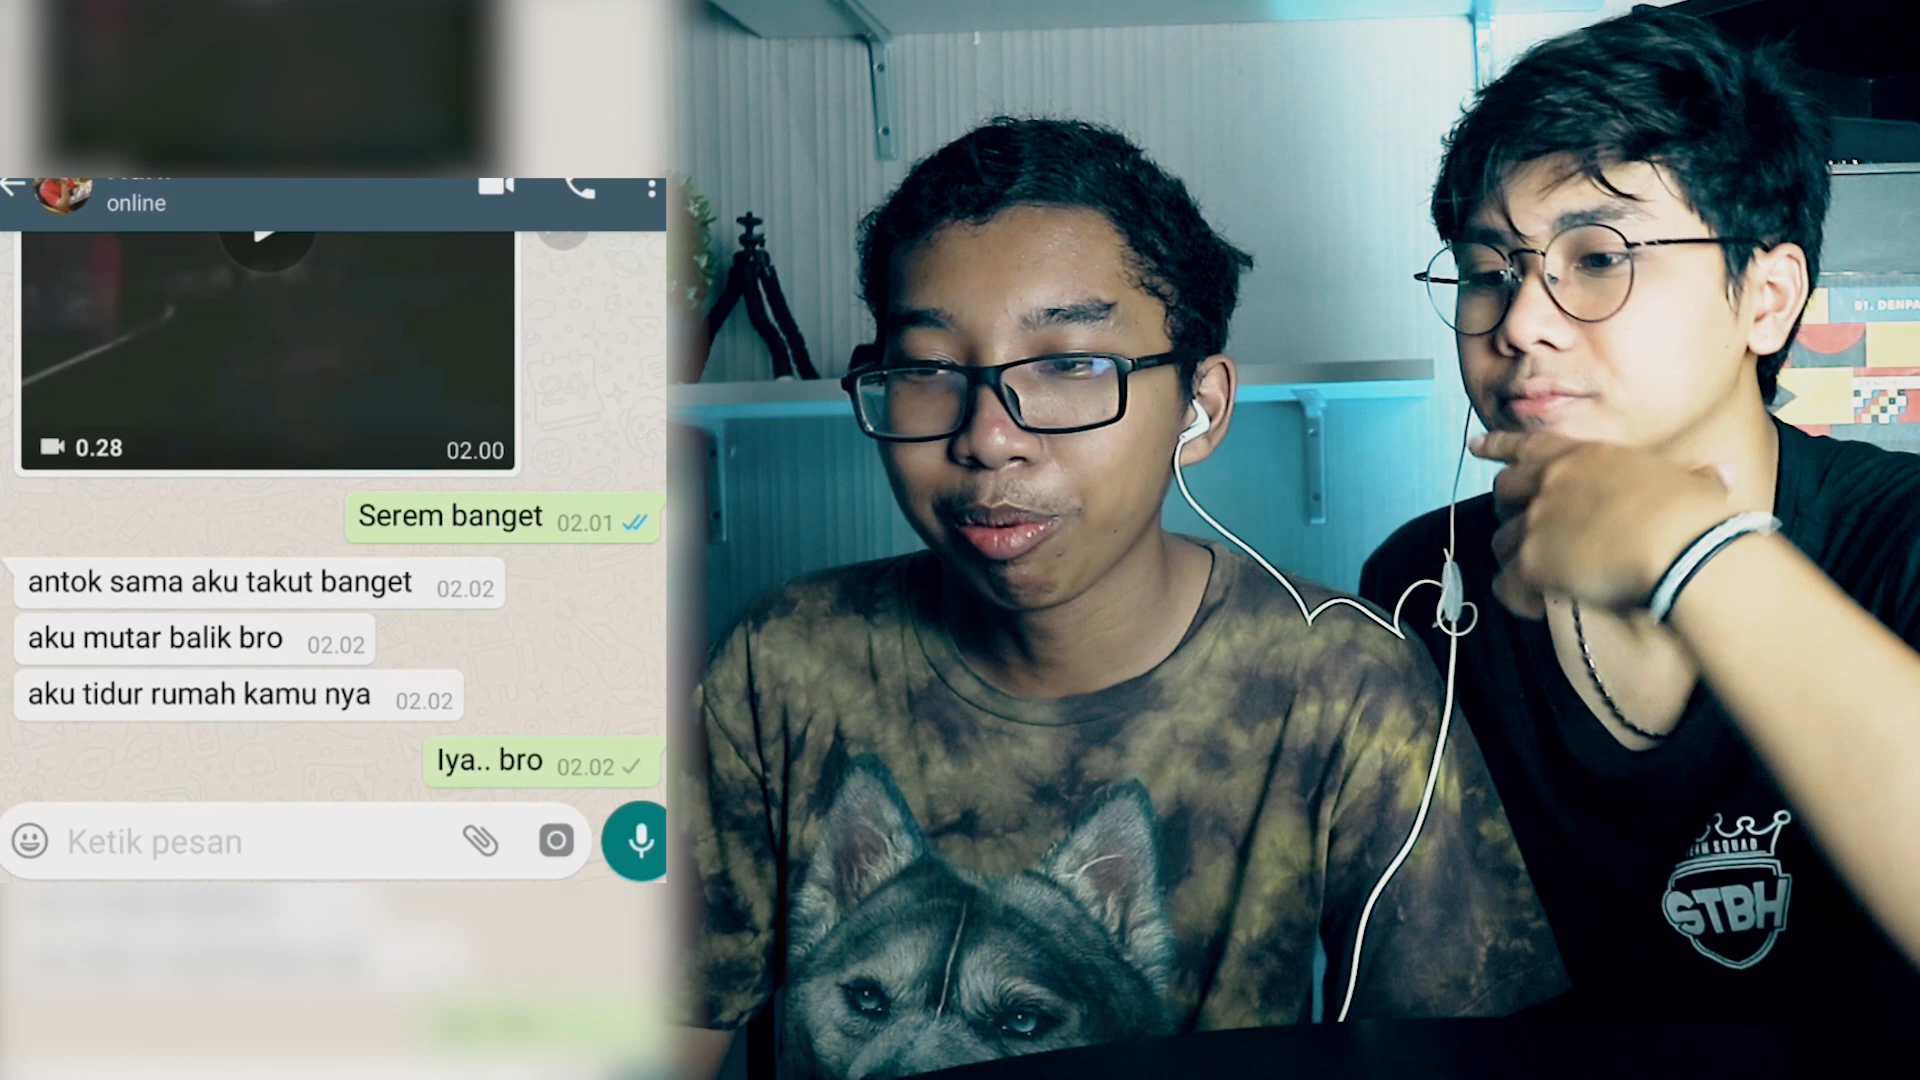 online
0.28
02.00
Serem banget 02.01
antok sama aku takut banget 02.02
aku mutar balik bro 02.02
aku tidur rumah kamu nya 02.02
Iya.. bro 02.02
Ketik pesan
01. DENPA
SQUAD
STBH